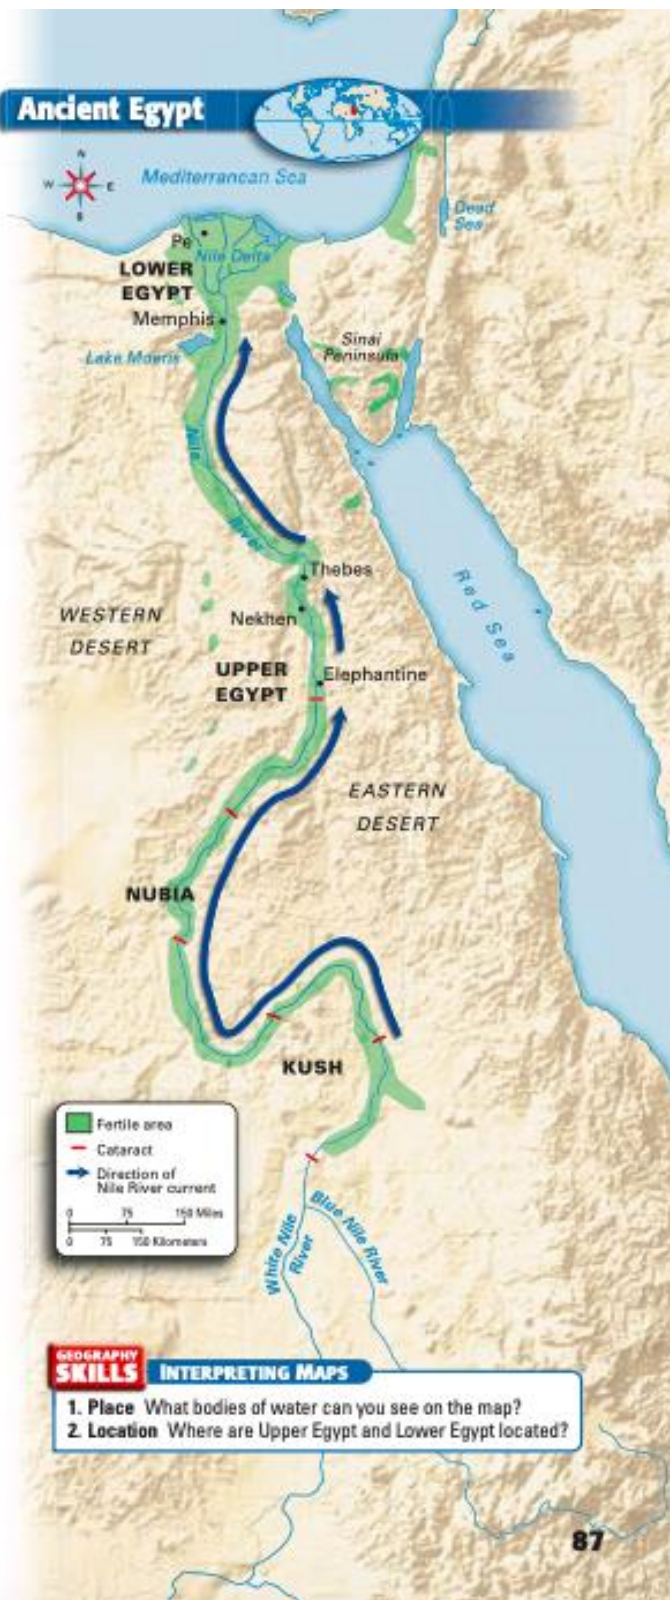 Ancient Egypt
N
W
E
S
Mediterranean Sea
Dead
Sea
Pe
Nile Delta
LOWER
EGYPT
Memphis
Sinai
Peninsula
Lake Moeris
Nile
River
Thebes
Red Sea
WESTERN
DESERT
Nekhen
UPPER
EGYPT
Elephantine
EASTERN
DESERT
NUBIA
KUSH
Fertile area
Cataract
Direction of
Nile River current
0 75 150 Miles
0 75 150 Kilometers
White Nile
River
Blue Nile River
GEOGRAPHY
SKILLS
INTERPRETING MAPS
1. Place What bodies of water can you see on the map?
2. Location Where are Upper Egypt and Lower Egypt located?
87